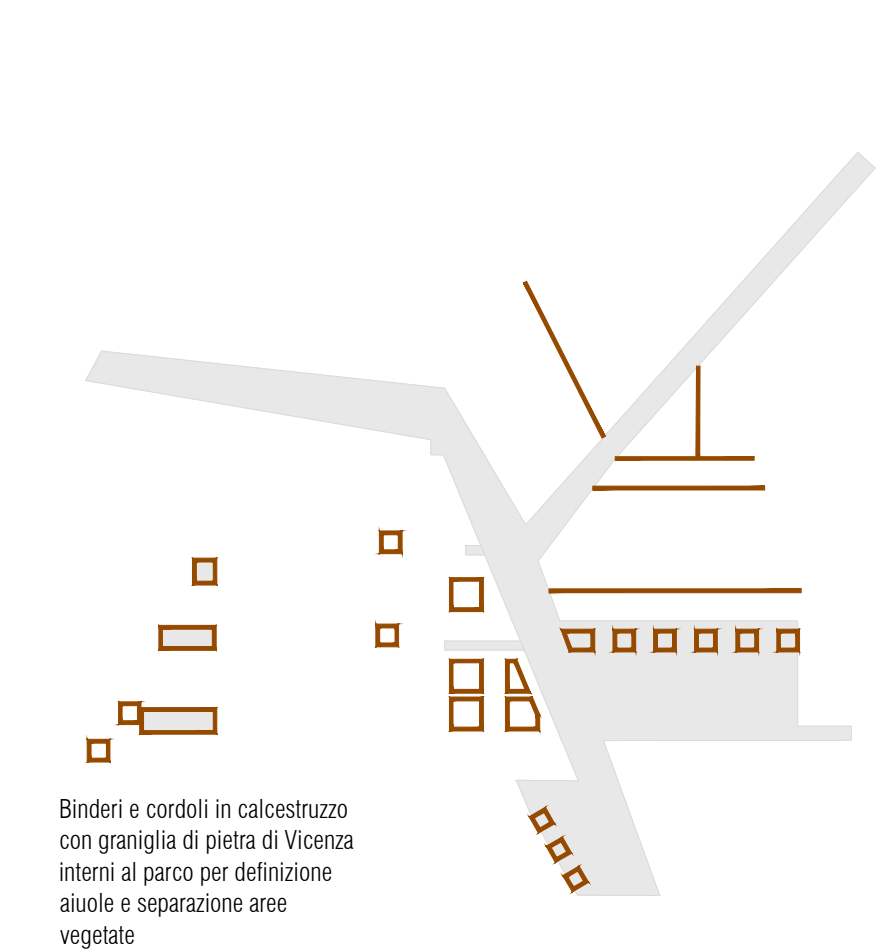 Binderi e cordoli in calcestruzzo
con graniglia di pietra di Vicenza
interni al parco per definizione
aiuole e separazione aree
vegetate